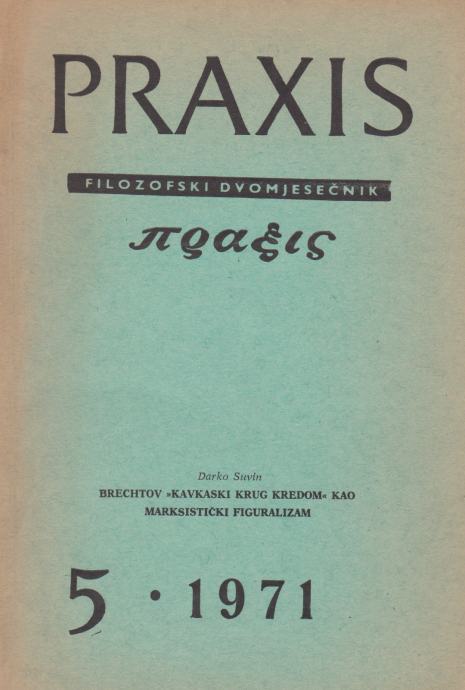 PRAXIS
FILOZOFSKI DVOMJESEČNIK
πραξις
Darko Suvin
BRECHTOV »KAVKASKI KRUG KREDOM« KAO
MARKSISTIČKI FIGURALIZAM
5 · 1971